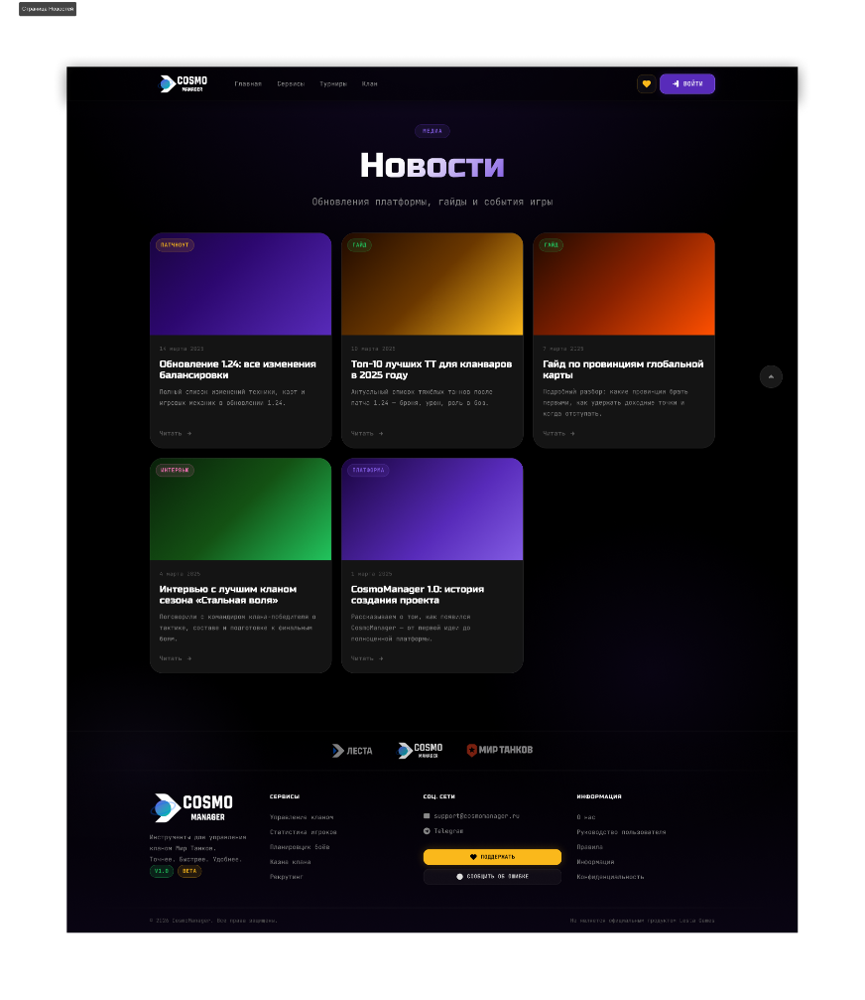 Страница Новостей
COSMO
MANAGER
Главная
Сервисы
Турниры
Клан
ВОЙТИ
МЕДИА
Новости
Обновления платформы, гайды и события игры
ПАТЧНОУТ
14 марта 2025
Обновление 1.24: все изменения
балансировки
Полный список изменений техники, карт и
игровых механик в обновлении 1.24.
Читать →
ГАЙД
10 марта 2025
Топ-10 лучших ТТ для кланваров
в 2025 году
Актуальный список тяжёлых танков после
патча 1.24 — броня, урон, роль в бою.
Читать →
ГАЙД
7 марта 2025
Гайд по провинциям глобальной
карты
Подробный разбор: какие провинции брать
первыми, как удержать доходные точки и
когда отступать.
Читать →
ИНТЕРВЬЮ
4 марта 2025
Интервью с лучшим кланом
сезона «Стальная воля»
Поговорили с командиром клана-победителя о
тактике, составе и подготовке к финальным
боям.
Читать →
ПЛАТФОРМА
1 марта 2025
CosmoManager 1.0: история
создания проекта
Рассказываем о том, как появился
CosmoManager — от первой идеи до
полноценной платформы.
Читать →
ЛЕСТА
COSMO
MANAGER
МИР ТАНКОВ
COSMO
MANAGER
Инструменты для управления
кланом Мир Танков.
Точнее. Быстрее. Удобнее.
V1.0
BETA
СЕРВИСЫ
Управление кланом
Статистика игроков
Планировщик боёв
Казна клана
Рекрутинг
СОЦ. СЕТИ
support@cosmomanager.ru
Telegram
ПОДДЕРЖАТЬ
СООБЩИТЬ ОБ ОШИБКЕ
ИНФОРМАЦИЯ
О нас
Руководство пользователя
Правила
Информация
Конфиденциальность
© 2026 CosmoManager. Все права защищены.
Не является официальным продуктом Lesta Games